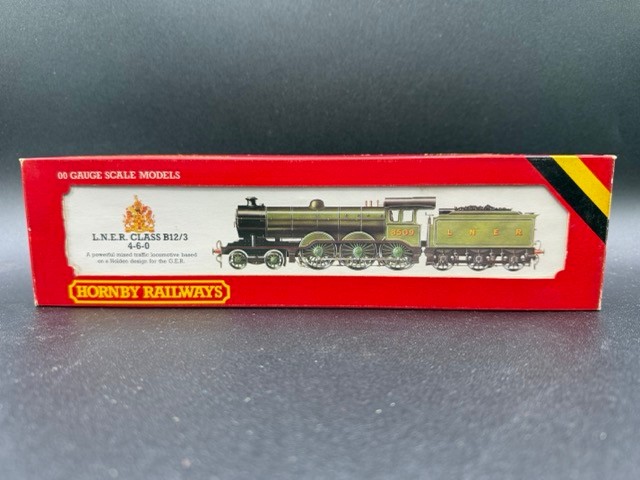 00 GAUGE SCALE MODELS
L.N.E.R. CLASS B12/3
4-6-0
A powerful mixed traffic locomotive based
on a Holden design for the G.E.R.
HORNBY RAILWAYS
8509
L N E R